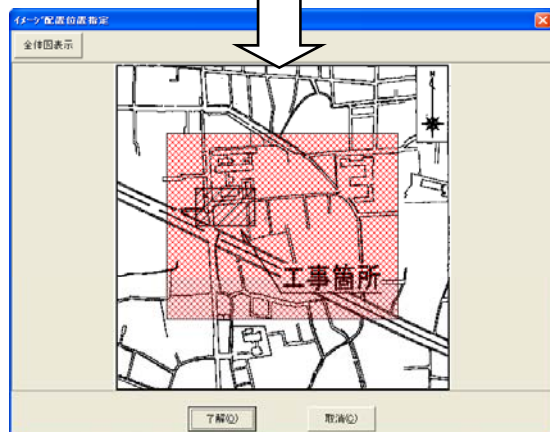 イメージ配置位置指定
全体図表示
N
工事箇所
了解(O)
取消(C)